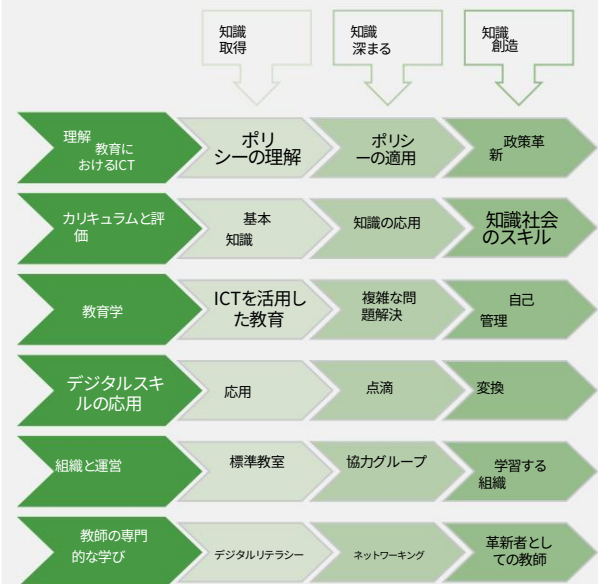 知識
取得
知識
深まる
知識
創造
理解
教育に
おけるICT
ポリ
シーの理解
ポリシ
ーの適用
政策革
新
カリキュラムと評
価
基本
知識
知識の応用
知識社会
のスキル
教育学
ICTを活用し
た教育
複雑な問
題解決
自己
管理
デジタルスキ
ルの応用
応用
点滴
変換
組織と運営
標準教室
協力グループ
学習する
組織
教師の専門
的な学び
デジタルリテラシー
ネットワーキング
革新者とし
ての教師